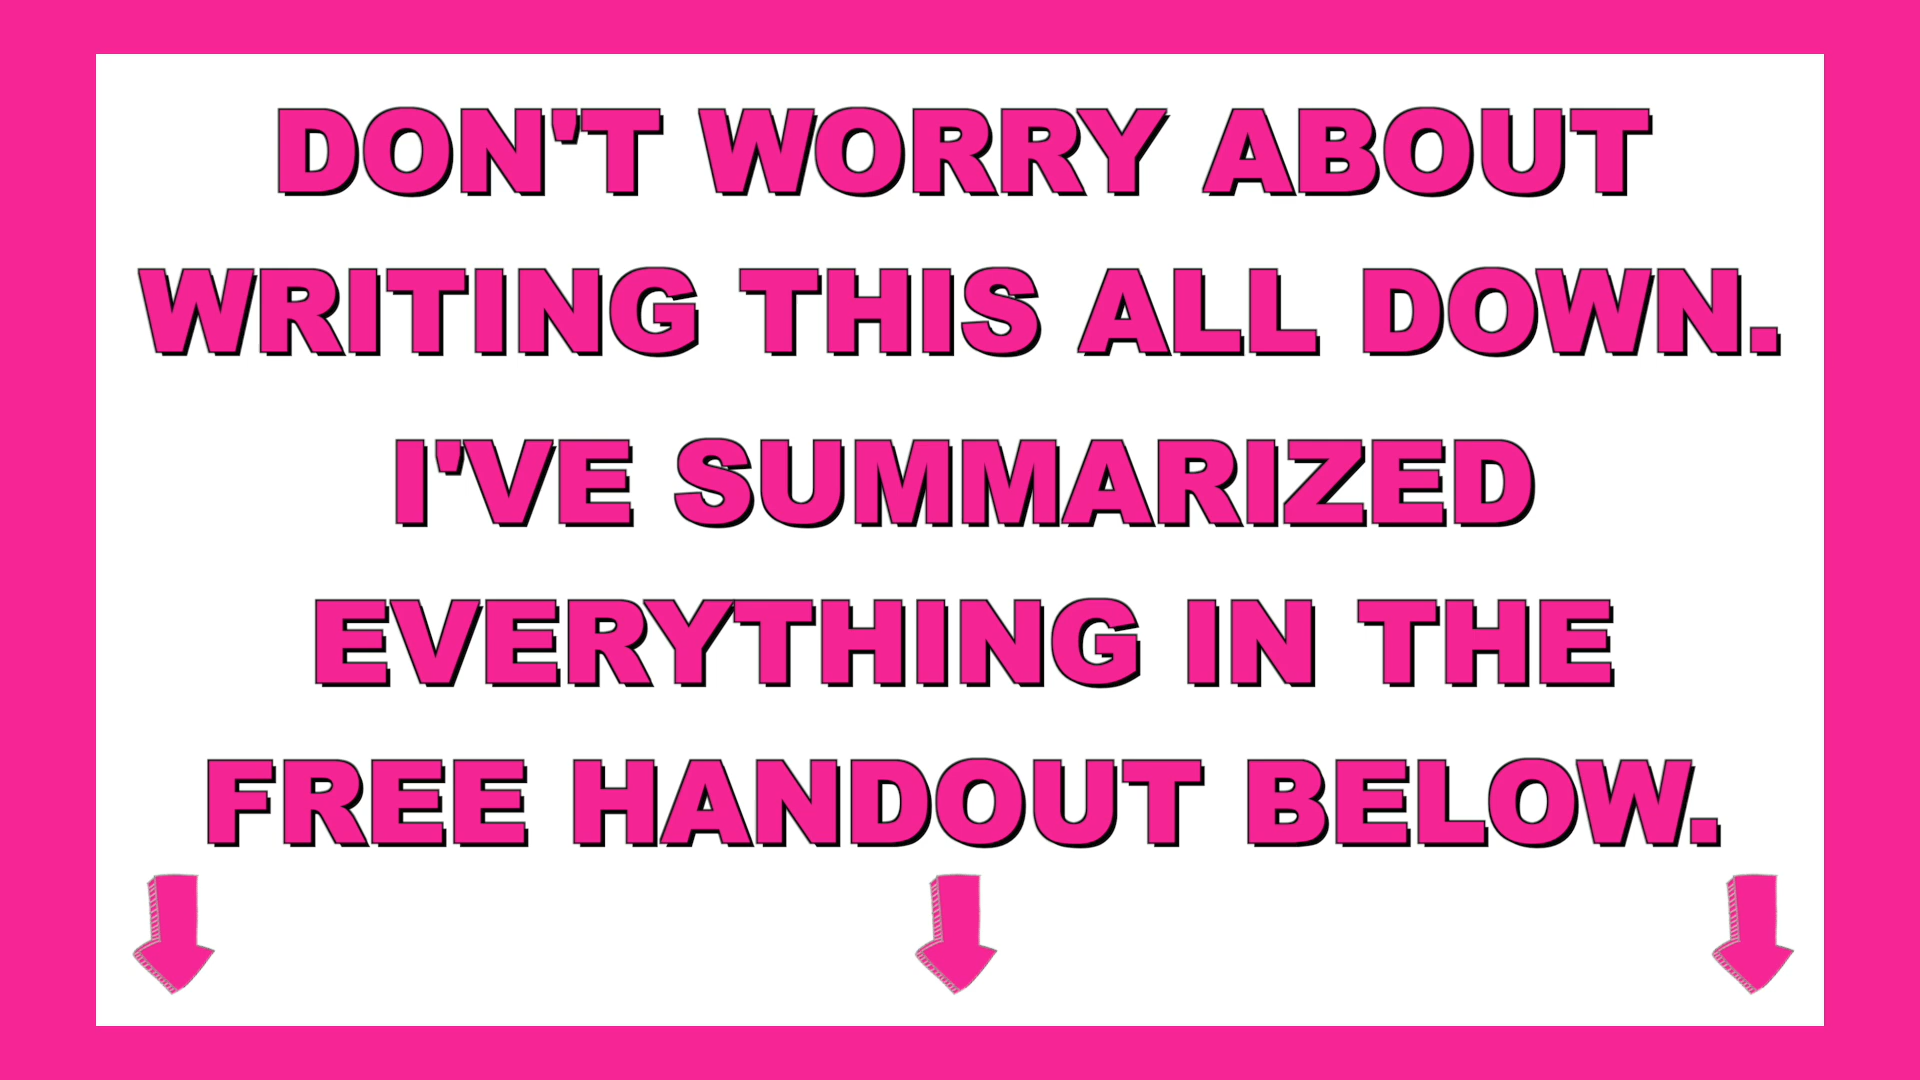 DON'T WORRY ABOUT
WRITING THIS ALL DOWN.
I'VE SUMMARIZED
EVERYTHING IN THE
FREE HANDOUT BELOW.